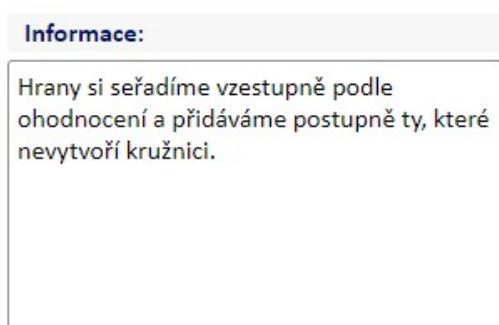 Informace:
Hrany si seřadíme vzestupně podle
ohodnocení a přidáváme postupně ty, které
nevytvoří kružnici.